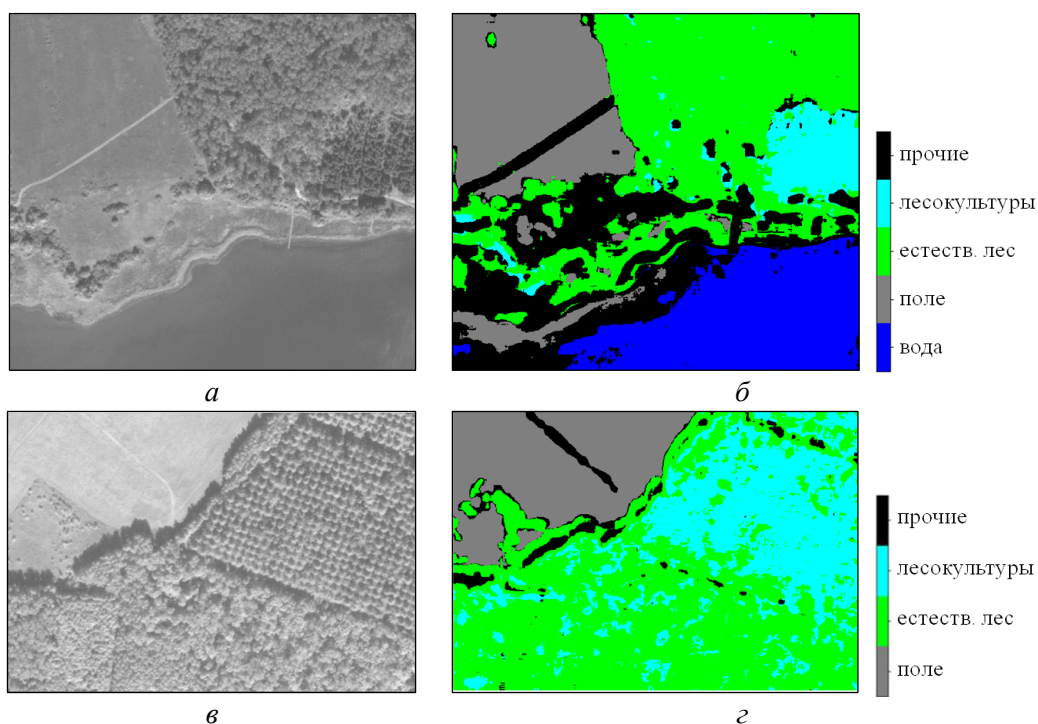 прочие
лесокультуры
естеств. лес
поле
вода
а
б
прочие
лесокультуры
естеств. лес
поле
в
г